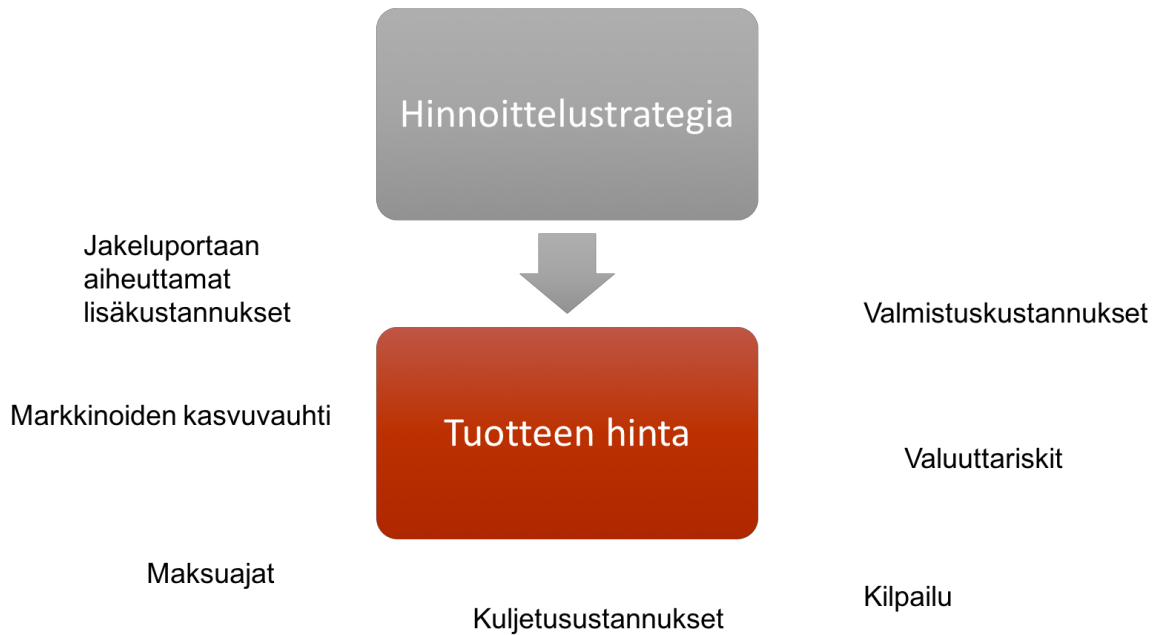 Hinnoittelustrategia
Jakeluportaan
aiheuttamat
lisäkustannukset
Valmistuskustannukset
Markkinoiden kasvuvauhti
Tuotteen hinta
Valuuttariskit
Maksuajat
Kilpailu
Kuljetusustannukset